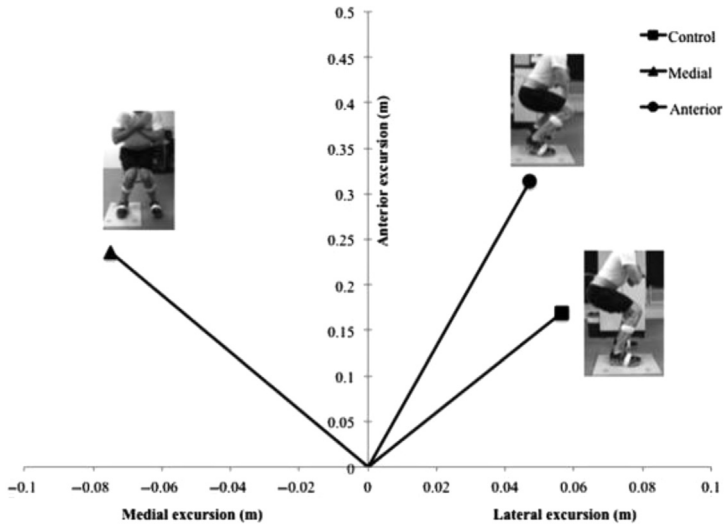 0.5
0.45
0.4
0.35
0.3
0.25
0.2
0.15
0.1
0.05
0
Anterior excursion (m)
Control
Medial
Anterior
−0.1 −0.08 −0.06 −0.04 −0.02 0 0.02 0.04 0.06 0.08 0.1
Medial excursion (m) Lateral excursion (m)